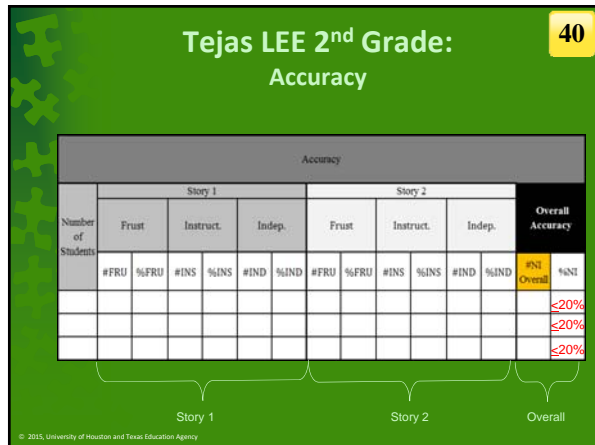 Tejas LEE 2nd Grade:
40
Accuracy
Accuracy
Story 1
Story 2
Number of Students
Frust
Instruct.
Indep.
Frust
Instruct.
Indep.
Overall Accuracy
#FRU %FRU #INS %INS #IND %IND #FRU %FRU #INS %INS #IND %IND #NI Overall %NI
<20%
<20%
<20%
Story 1
Story 2
Overall
© 2015, University of Houston and Texas Education Agency